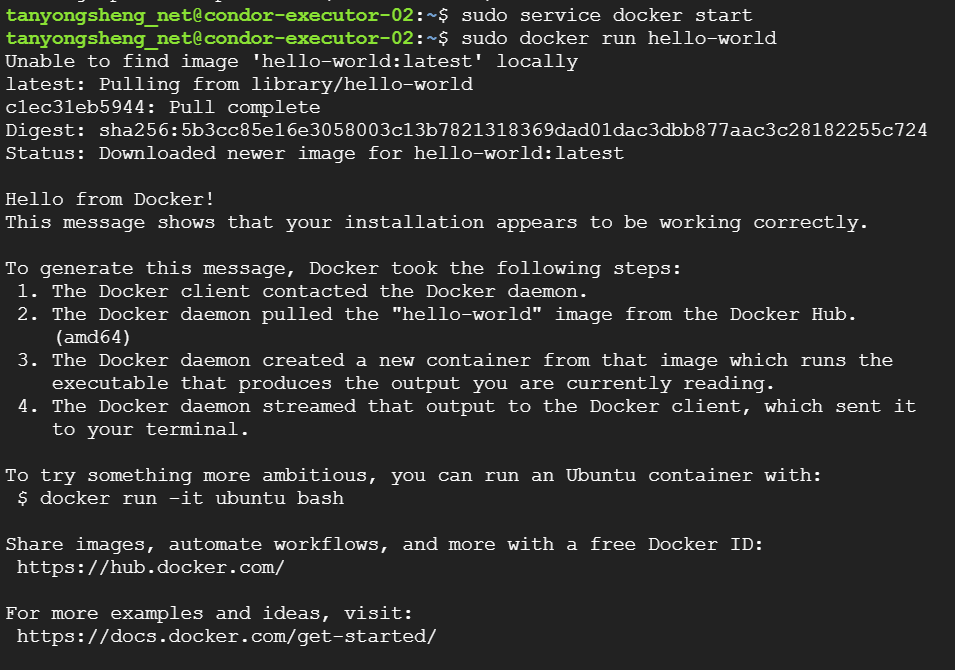 tanyongsheng_net@condor-executor-02:~$ sudo service docker start
tanyongsheng_net@condor-executor-02:~$ sudo docker run hello-world
Unable to find image 'hello-world:latest' locally
latest: Pulling from library/hello-world
c1ec31eb5944: Pull complete
Digest: sha256:5b3cc85e16e3058003c13b7821318369dad01dac3dbb877aac3c28182255c724
Status: Downloaded newer image for hello-world:latest

Hello from Docker!
This message shows that your installation appears to be working correctly.

To generate this message, Docker took the following steps:
 1. The Docker client contacted the Docker daemon.
 2. The Docker daemon pulled the "hello-world" image from the Docker Hub.
    (amd64)
 3. The Docker daemon created a new container from that image which runs the
    executable that produces the output you are currently reading.
 4. The Docker daemon streamed that output to the Docker client, which sent it
    to your terminal.

To try something more ambitious, you can run an Ubuntu container with:
 $ docker run -it ubuntu bash

Share images, automate workflows, and more with a free Docker ID:
 https://hub.docker.com/

For more examples and ideas, visit:
 https://docs.docker.com/get-started/